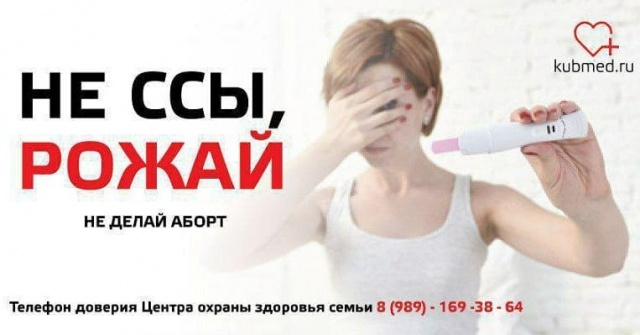 kubmed.ru
НЕ ССЫ,
РОЖАЙ
НЕ ДЕЛАЙ АБОРТ
Телефон доверия Центра охраны здоровья семьи 8 (989) - 169 -38 - 64